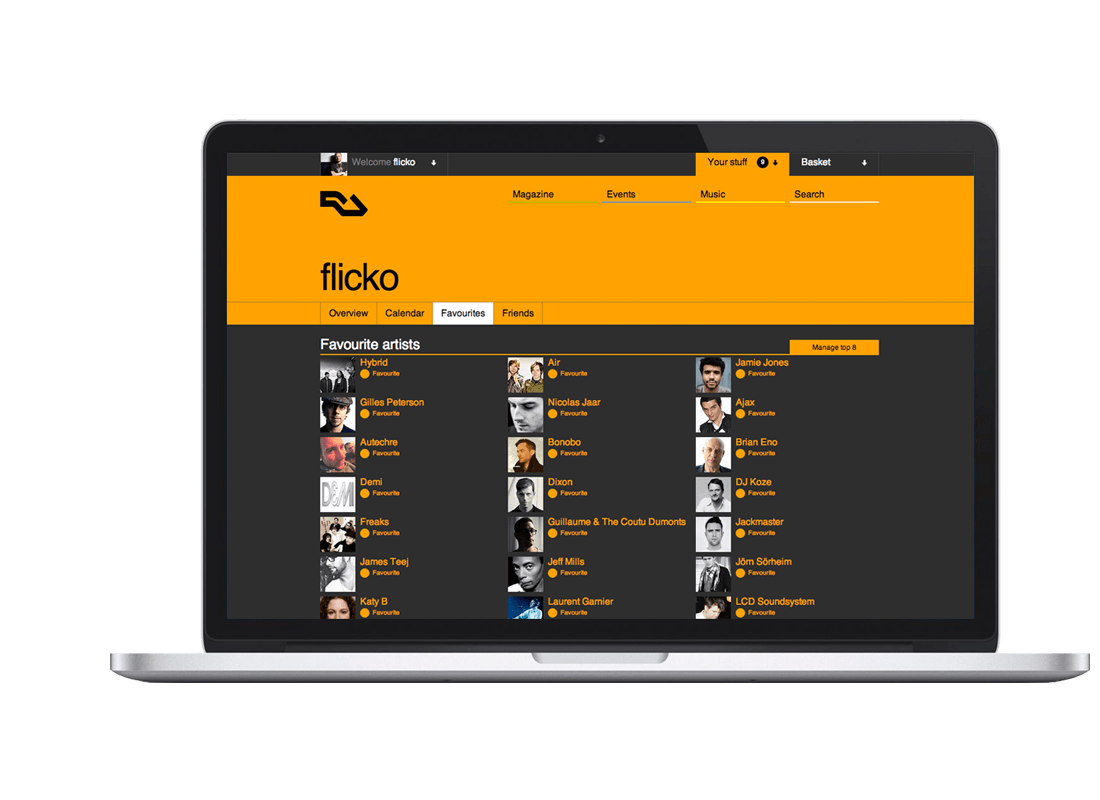 Welcome flicko
Your stuff 9
Basket
Magazine
Events
Music
Search
flicko
Overview
Calendar
Favourites
Friends
Favourite artists
Manage top 8
Hybrid
Favourite
Air
Favourite
Jamie Jones
Favourite
Gilles Peterson
Favourite
Nicolas Jaar
Favourite
Ajax
Favourite
Autechre
Favourite
Bonobo
Favourite
Brian Eno
Favourite
DEMI
Demi
Favourite
Dixon
Favourite
DJ Koze
Favourite
Freaks
Favourite
Guillaume & The Coutu Dumonts
Favourite
Jackmaster
Favourite
James Teej
Favourite
Jeff Mills
Favourite
Jörn Sörheim
Favourite
Katy B
Favourite
Laurent Garnier
Favourite
LCD Soundsystem
Favourite